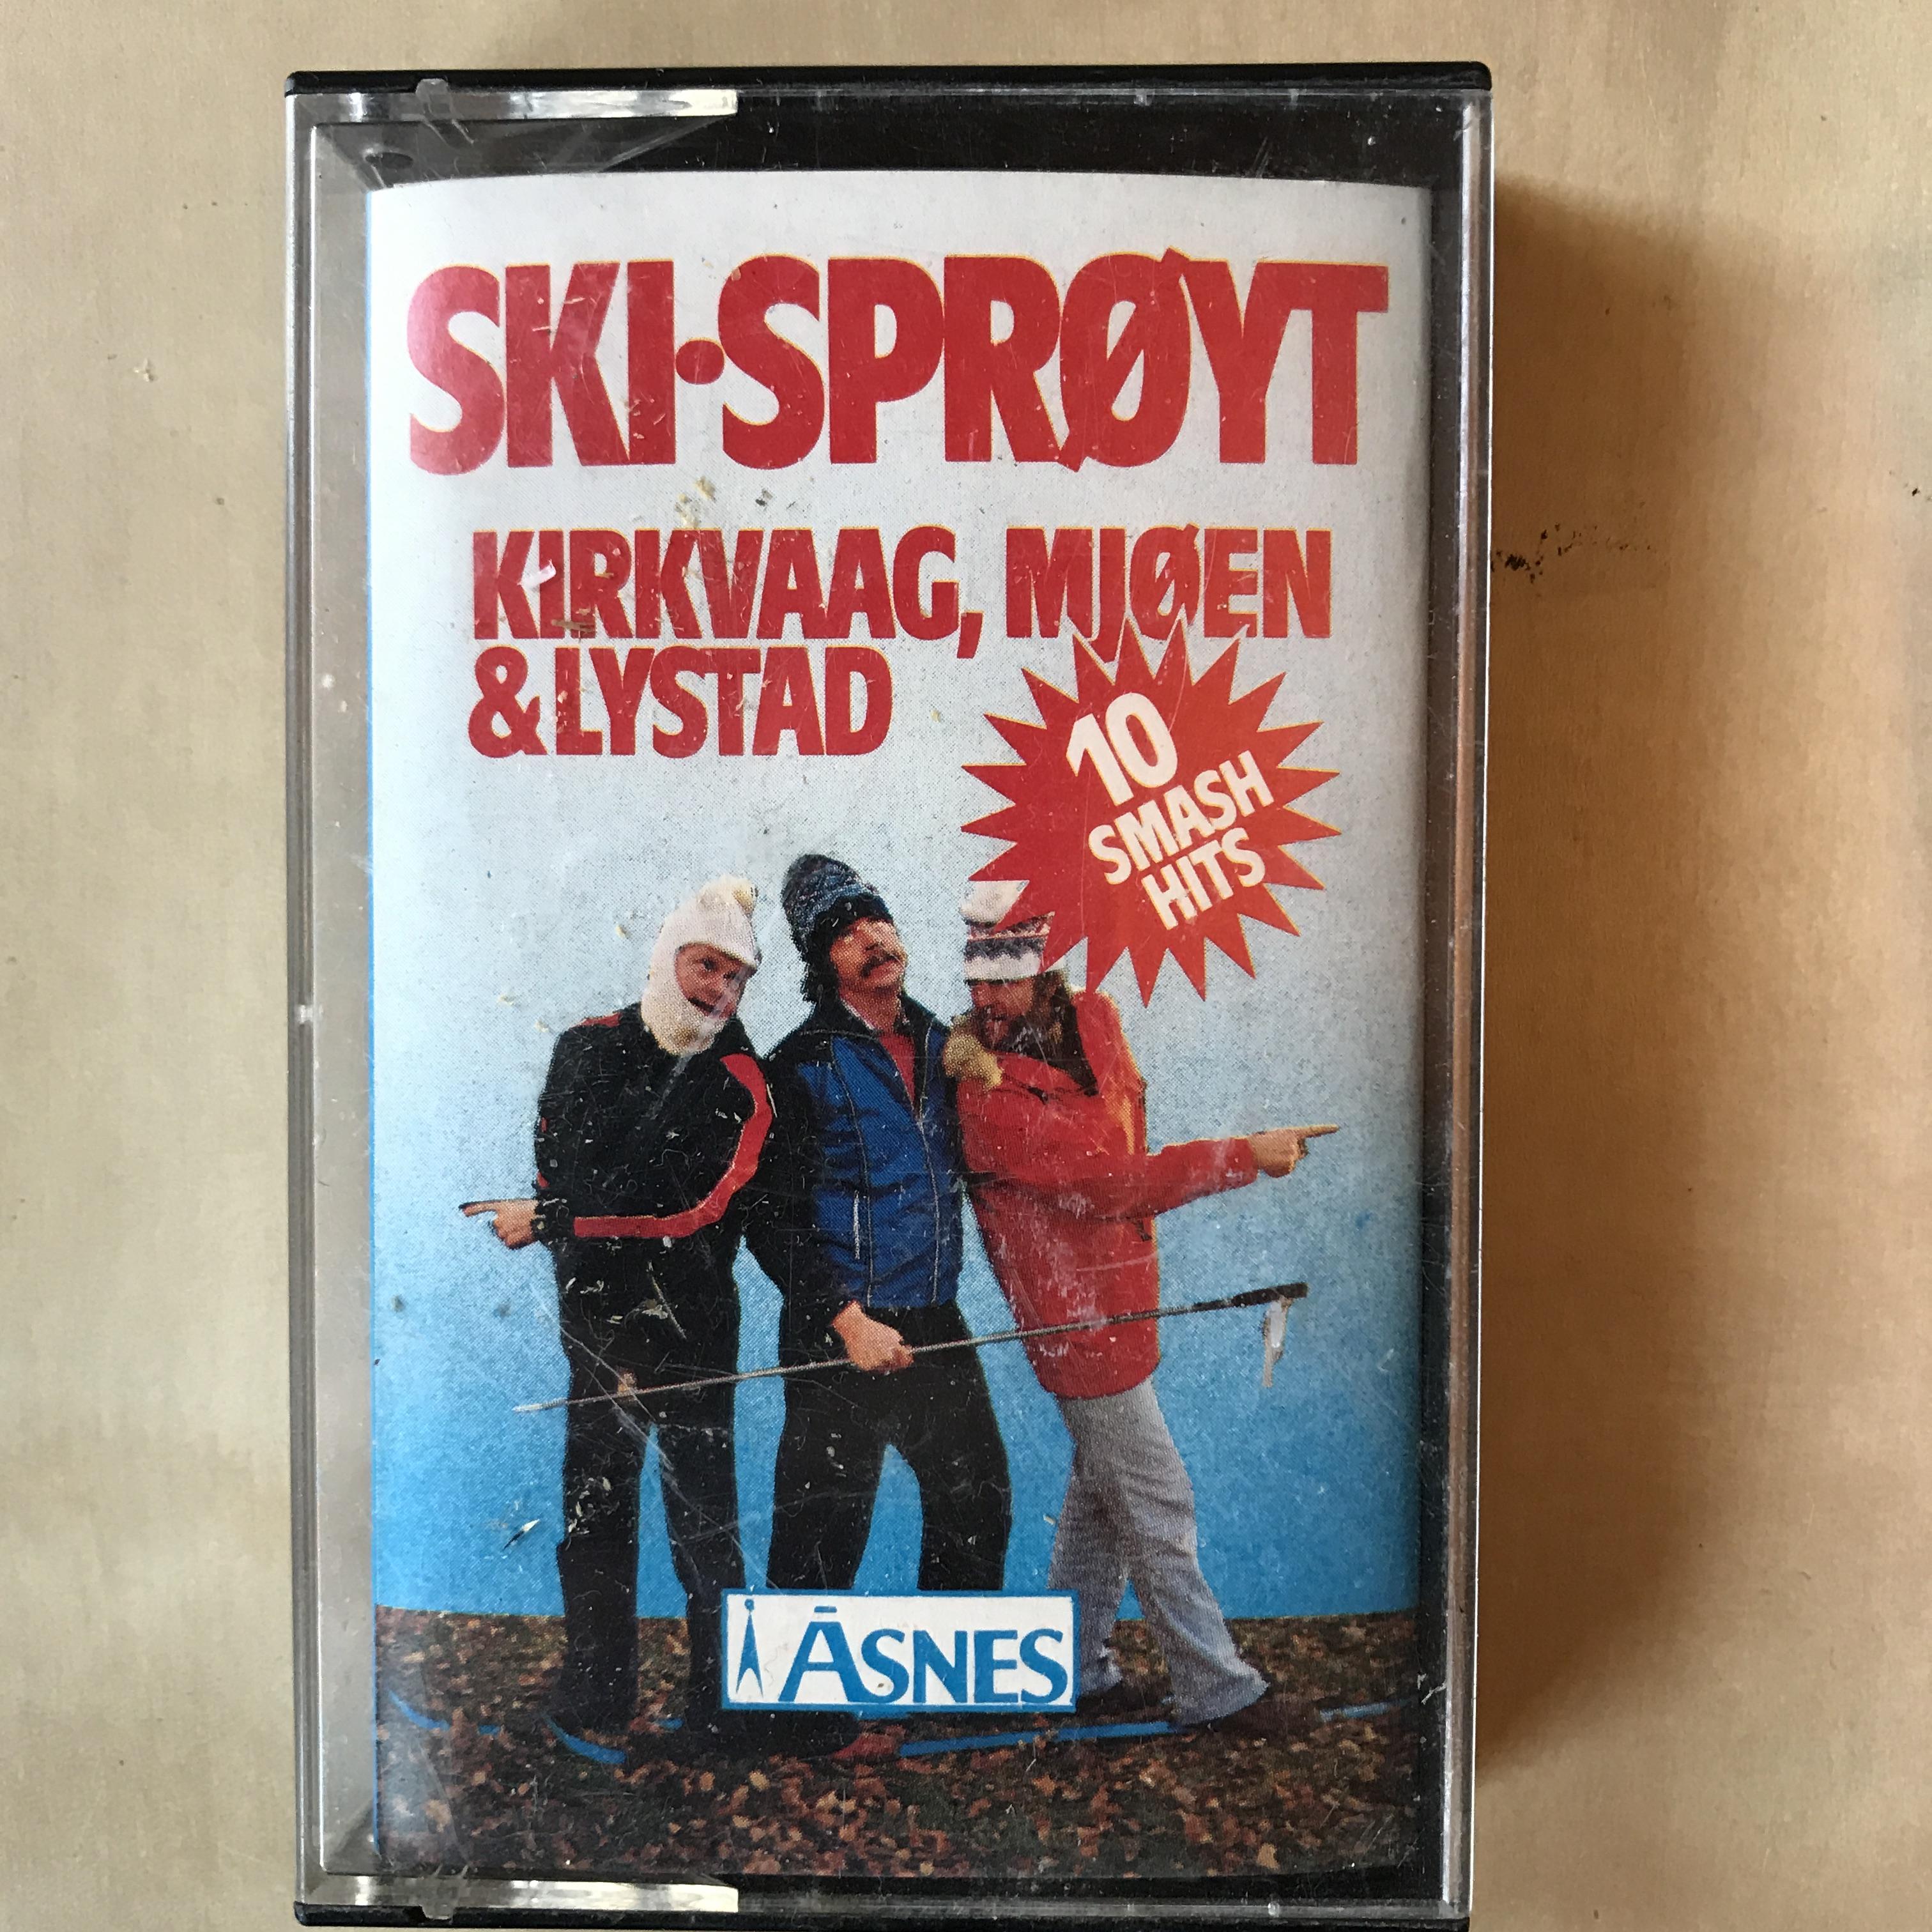 SKI·SPRØYT
KIRKVAAG, MJØEN
& LYSTAD
10
SMASH
HITS
ÅSNES